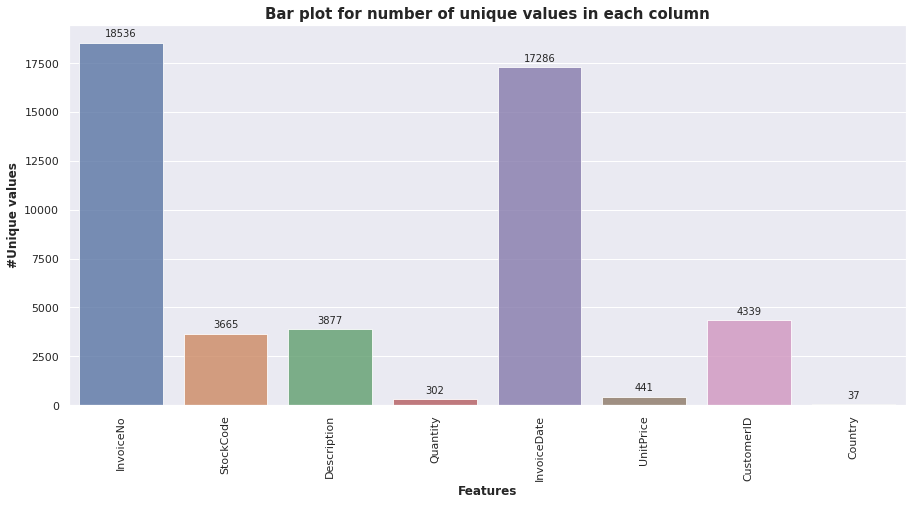 Bar plot for number of unique values in each column
18536
17286
17500
15000
12500
10000
7500
5000
2500
0
#Unique values
3665
3877
302
441
4339
37
InvoiceNo
StockCode
Description
Quantity
InvoiceDate
UnitPrice
CustomerID
Country
Features